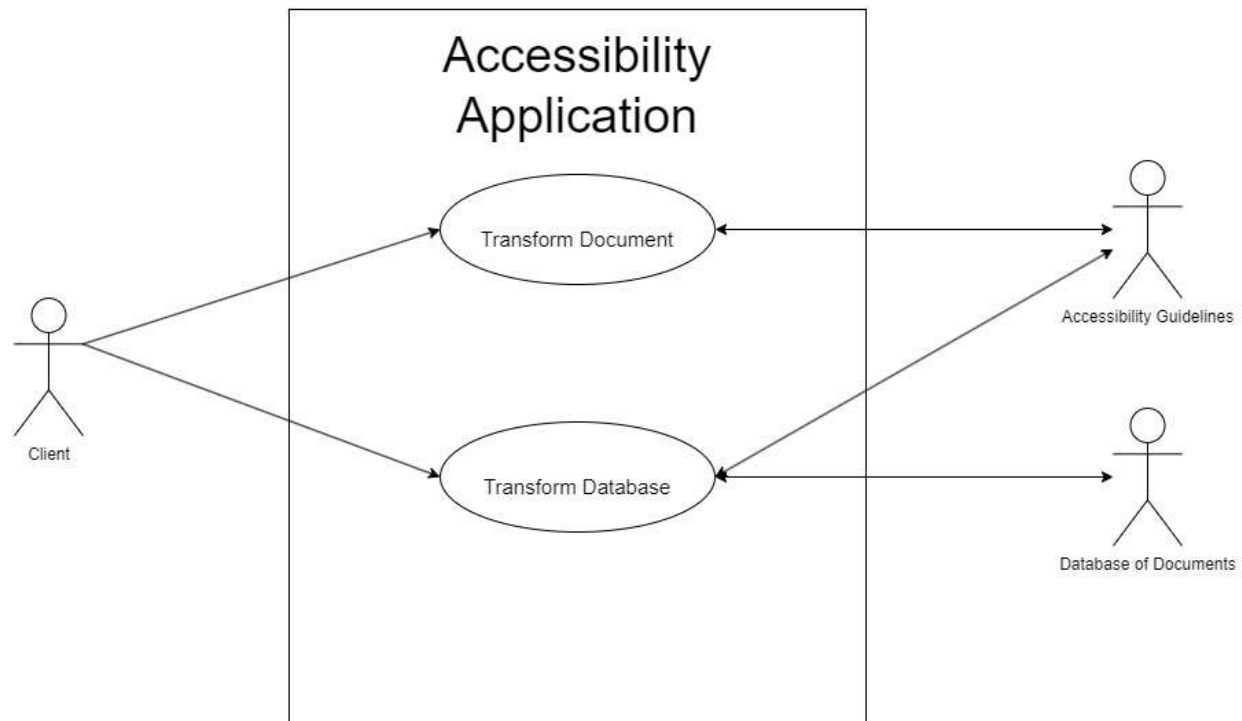 Accessibility
Application
Transform Document
Accessibility Guidelines
Client
Transform Database
Database of Documents